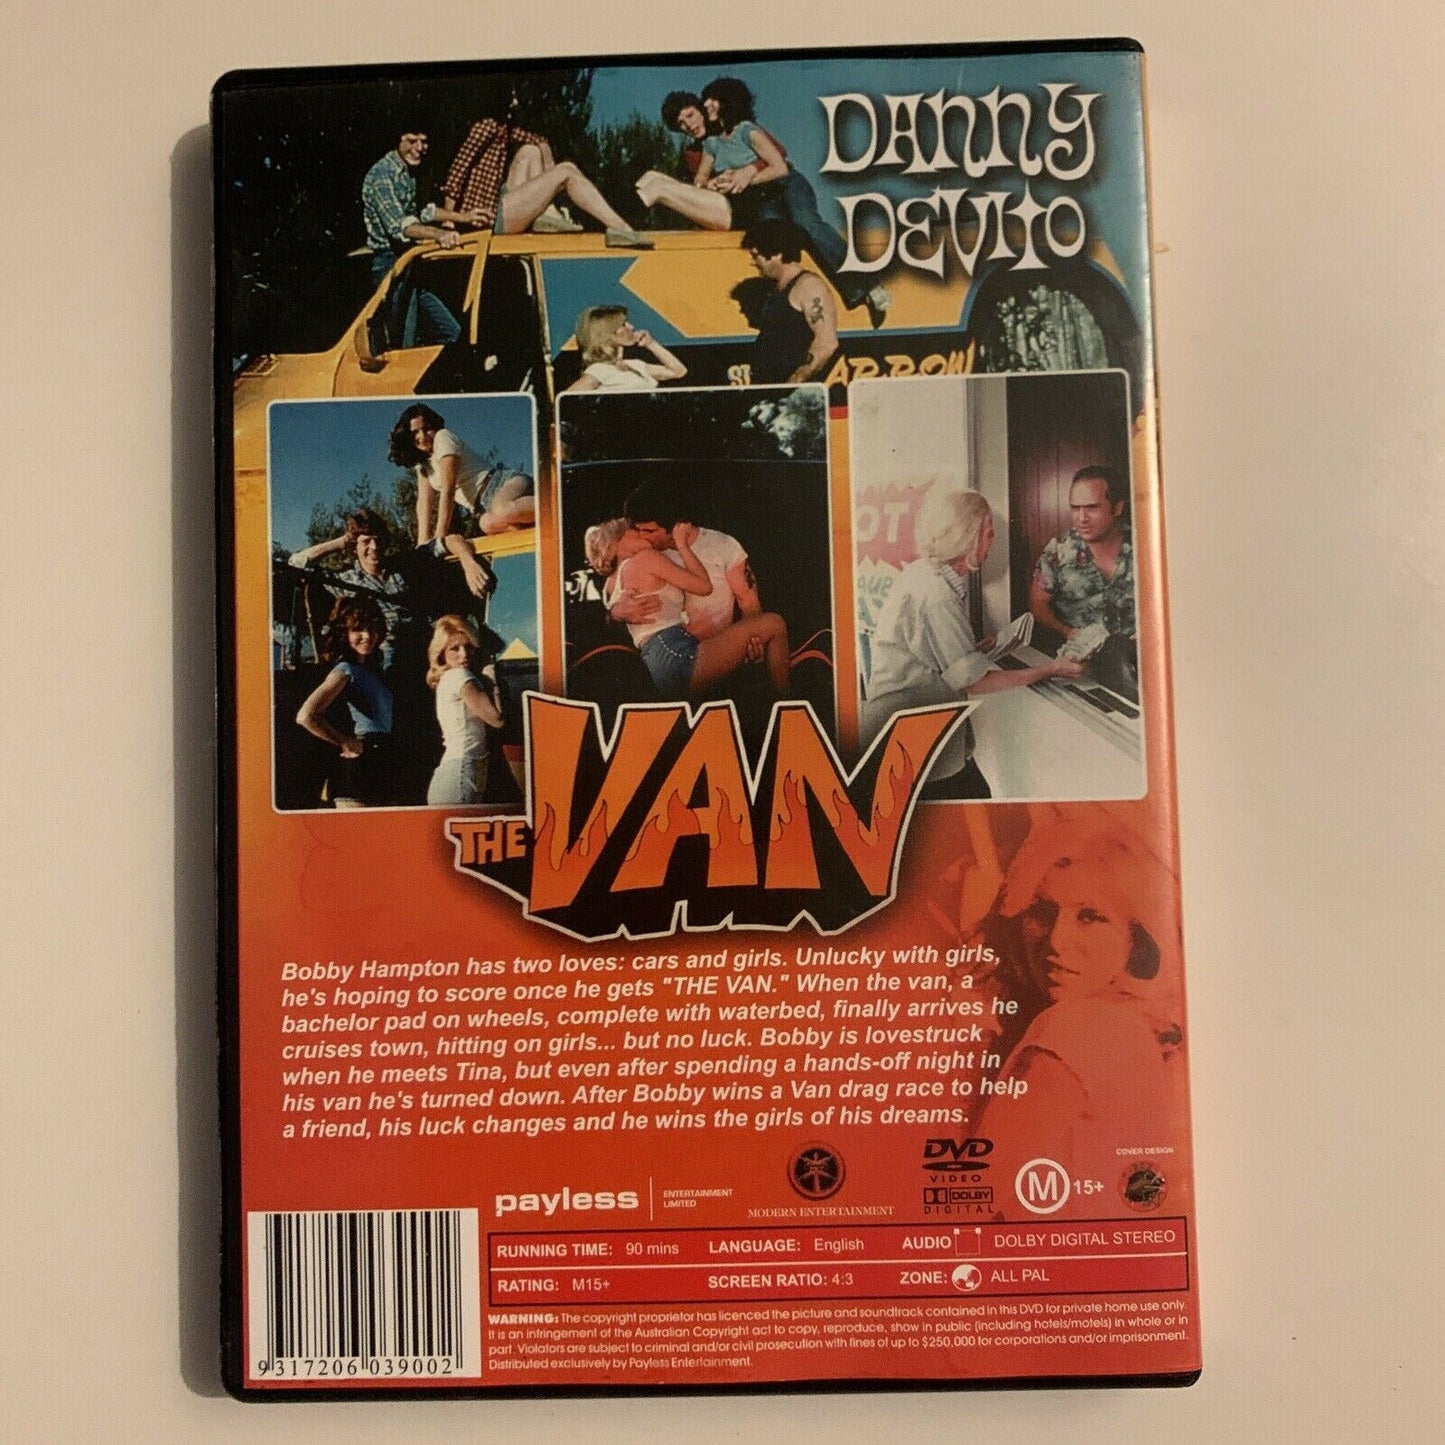 DANNY
DEVITO
ST ARROW
OT
THE VAN
Bobby Hampton has two loves: cars and girls. Unlucky with girls,
he's hoping to score once he gets "THE VAN." When the van, a
bachelor pad on wheels, complete with waterbed, finally arrives he
cruises town, hitting on girls... but no luck. Bobby is lovestruck
when he meets Tina, but even after spending a hands-off night in
his van he's turned down. After Bobby wins a Van drag race to help
a friend, his luck changes and he wins the girls of his dreams.
payless ENTERTAINMENT
LIMITED
MODERN ENTERTAINMENT
DVD
VIDEO
DOLBY
DIGITAL
M 15+
COVER DESIGN
RUNNING TIME: 90 mins LANGUAGE: English AUDIO DOLBY DIGITAL STEREO
RATING: M15+ SCREEN RATIO: 4:3 ZONE: ALL PAL
WARNING: The copyright proprietor has licenced the picture and soundtrack contained in this DVD for private home use only.
It is an infringement of the Australian Copyright act to copy, reproduce, show in public (including hotels/motels) in whole or in
part. Violators are subject to criminal and/or civil prosecution with fines of up to $250,000 for corporations and/or imprisonment.
Distributed exclusively by Payless Entertainment.
9 317206 039002